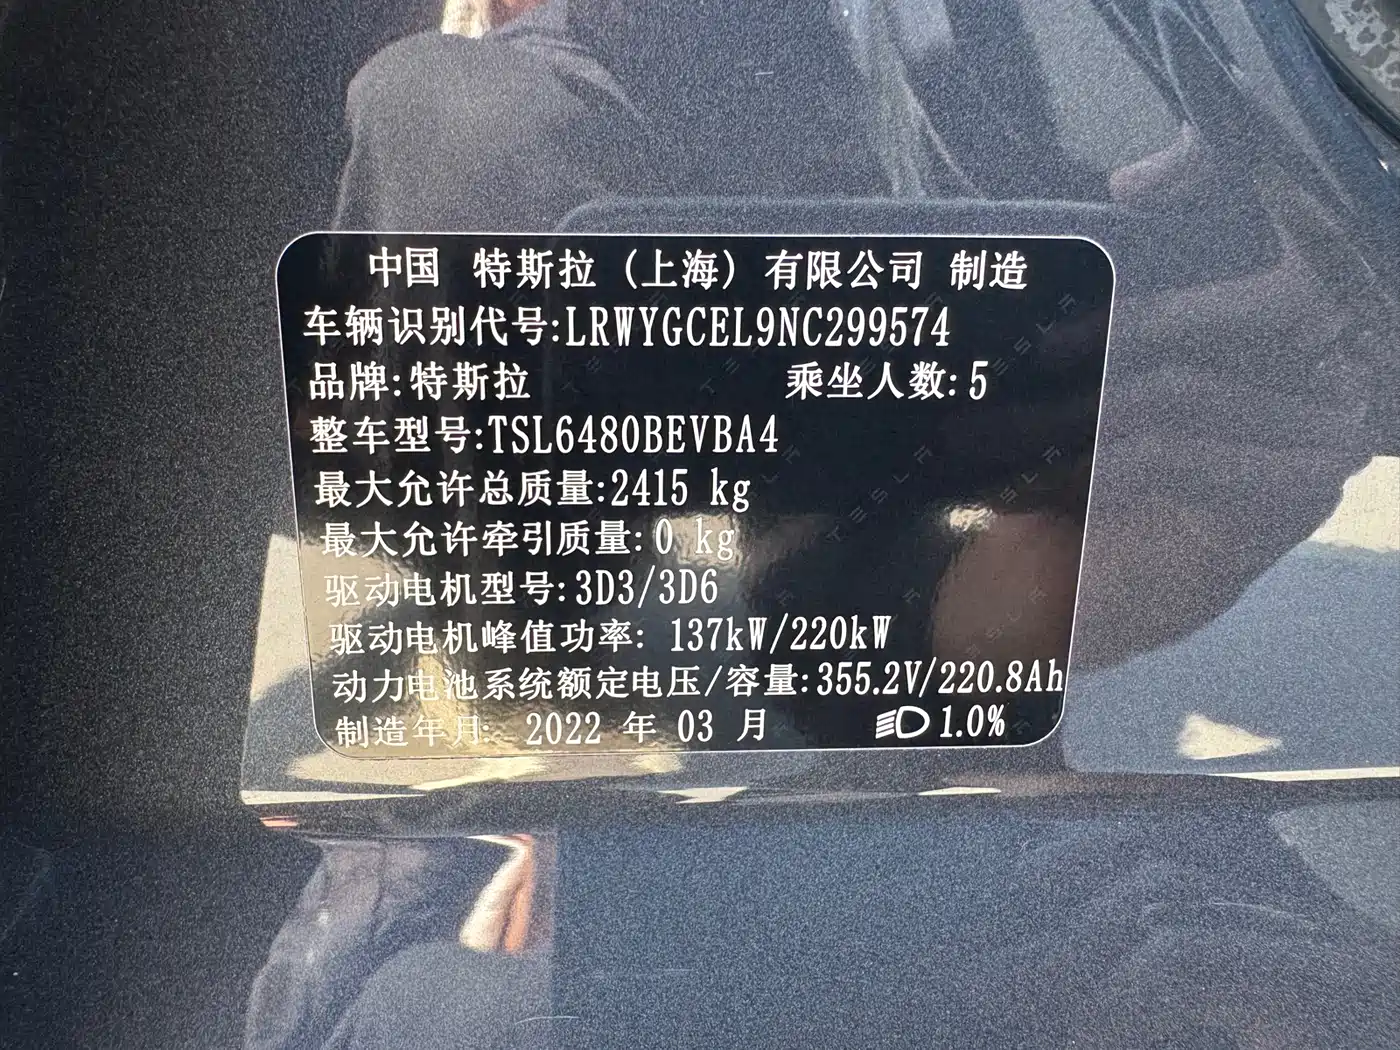 中国 特斯拉 (上海) 有限公司 制造
车辆识别代号:LRWYGCEL9NC299574
品牌:特斯拉 乘坐人数:5
整车型号:TSL6480BEVBA4
最大允许总质量:2415 kg
最大允许牵引质量:0 kg
驱动电机型号:3D3/3D6
驱动电机峰值功率: 137kW/220kW
动力电池系统额定电压/容量:355.2V/220.8Ah
制造年月: 2022 年 03 月 1.0%